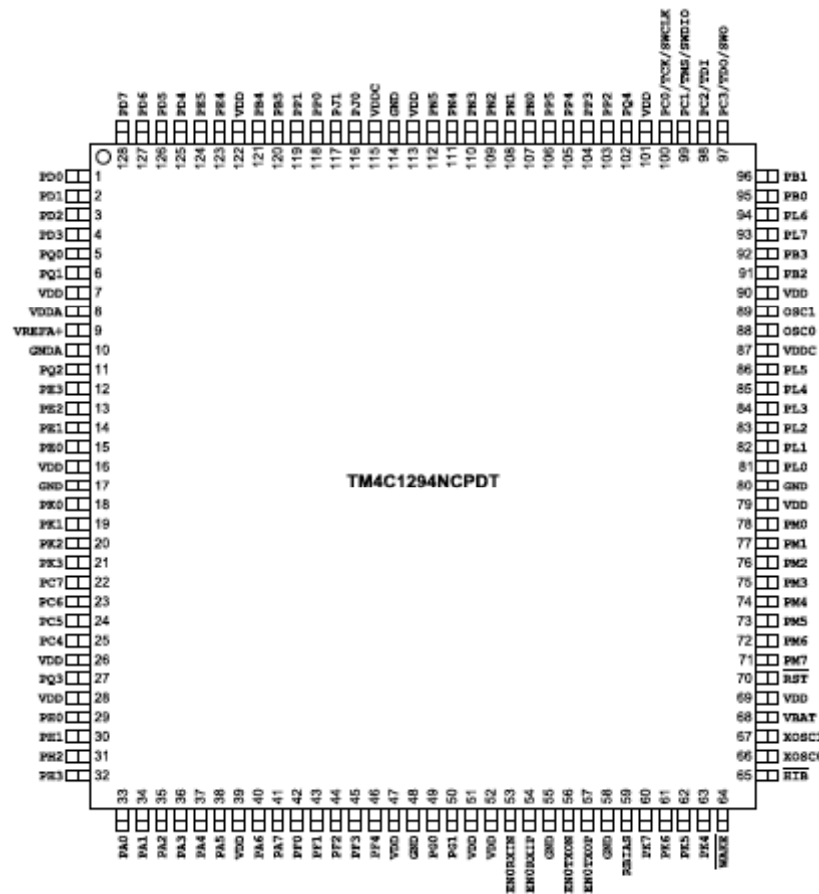 PD7 128
PD6 127
PD5 126
PD4 125
PE5 124
PE4 123
VDD 122
PB4 121
PB5 120
PP1 119
PP0 118
PJ1 117
PJ0 116
VDDC 115
GND 114
VDD 113
PN5 112
PN4 111
PN3 110
PN2 109
PN1 108
PN0 107
PP5 106
PP4 105
PP3 104
PP2 103
PQ4 102
VDD 101
PC0/TCK/SWCLK 100
PC1/TMS/SWDIO 99
PC2/TDI 98
PC3/TDO/SWO 97
PD0 1
PD1 2
PD2 3
PD3 4
PQ0 5
PQ1 6
VDD 7
VDDA 8
VREFA+ 9
GNDA 10
PQ2 11
PE3 12
PE2 13
PE1 14
PE0 15
VDD 16
GND 17
PK0 18
PK1 19
PK2 20
PK3 21
PC7 22
PC6 23
PC5 24
PC4 25
VDD 26
PQ3 27
VDD 28
PH0 29
PH1 30
PH2 31
PH3 32
TM4C1294NCPDT
96 PB1
95 PB0
94 PL6
93 PL7
92 PB3
91 PB2
90 VDD
89 OSC1
88 OSC0
87 VDDC
86 PL5
85 PL4
84 PL3
83 PL2
82 PL1
81 PL0
80 GND
79 VDD
78 PM0
77 PM1
76 PM2
75 PM3
74 PM4
73 PM5
72 PM6
71 PM7
70 RST
69 VDD
68 VBAT
67 XOSC1
66 XOSC0
65 HIB
33 PA0
34 PA1
35 PA2
36 PA3
37 PA4
38 PA5
39 VDD
40 PA6
41 PA7
42 PF0
43 PF1
44 PF2
45 PF3
46 PF4
47 VDD
48 GND
49 PG0
50 PG1
51 VDD
52 VDD
53 EN0RXIN
54 EN0RXIP
55 GND
56 EN0TXON
57 EN0TXOP
58 GND
59 RBIAS
60 PK7
61 PK6
62 PK5
63 PK4
64 WAKE